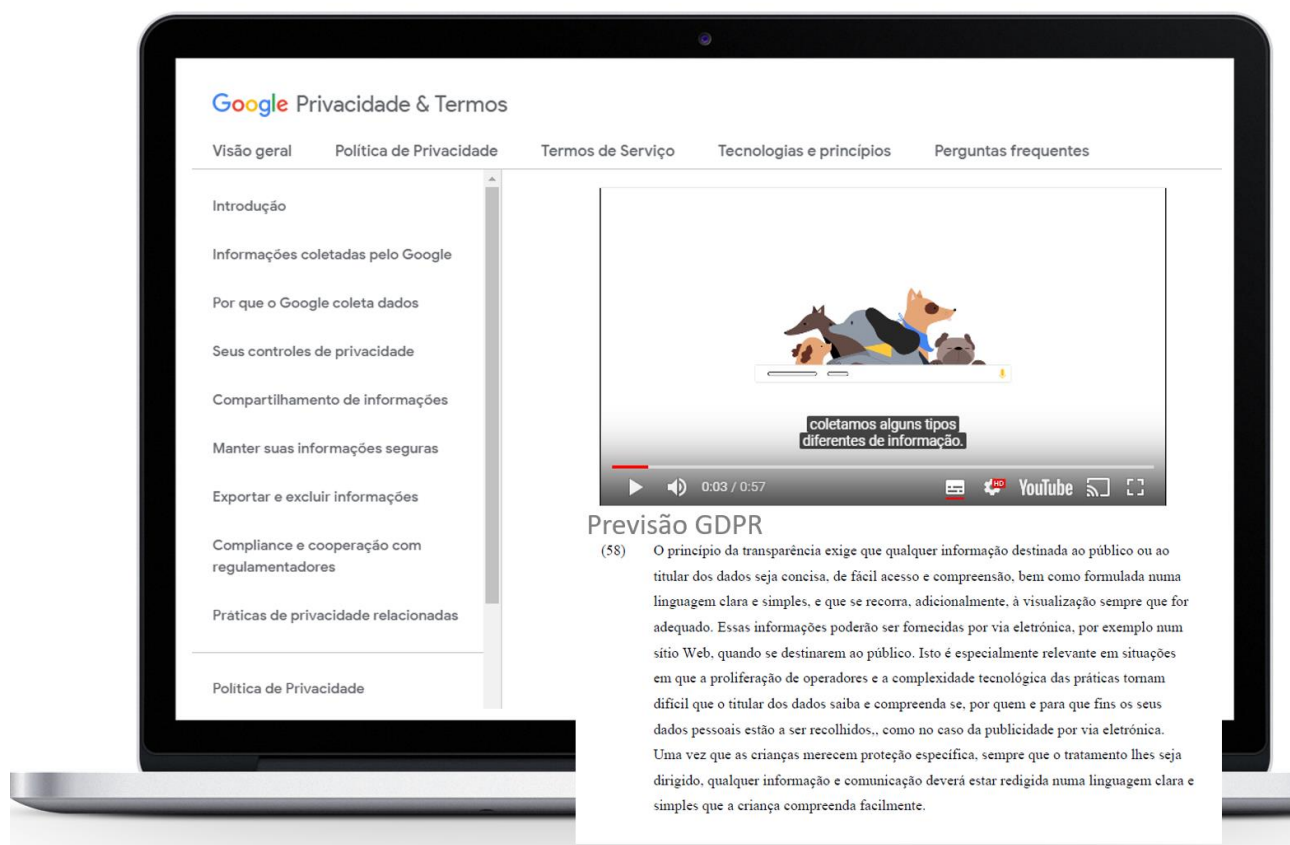 Google Privacidade & Termos
Visão geral Política de Privacidade Termos de Serviço Tecnologias e princípios Perguntas frequentes
Introdução
Informações coletadas pelo Google
Por que o Google coleta dados
Seus controles de privacidade
Compartilhamento de informações
Manter suas informações seguras
Exportar e excluir informações
Compliance e cooperação com
regulamentadores
Práticas de privacidade relacionadas
Política de Privacidade
coletamos alguns tipos
diferentes de informação.
0:03 / 0:57 HD YouTube
Previsão GDPR
(58) O princípio da transparência exige que qualquer informação destinada ao público ou ao
titular dos dados seja concisa, de fácil acesso e compreensão, bem como formulada numa
linguagem clara e simples, e que se recorra, adicionalmente, à visualização sempre que for
adequado. Essas informações poderão ser fornecidas por via eletrónica, por exemplo num
sítio Web, quando se destinarem ao público. Isto é especialmente relevante em situações
em que a proliferação de operadores e a complexidade tecnológica das práticas tornam
difícil que o titular dos dados saiba e compreenda se, por quem e para que fins os seus
dados pessoais estão a ser recolhidos,, como no caso da publicidade por via eletrónica.
Uma vez que as crianças merecem proteção específica, sempre que o tratamento lhes seja
dirigido, qualquer informação e comunicação deverá estar redigida numa linguagem clara e
simples que a criança compreenda facilmente.